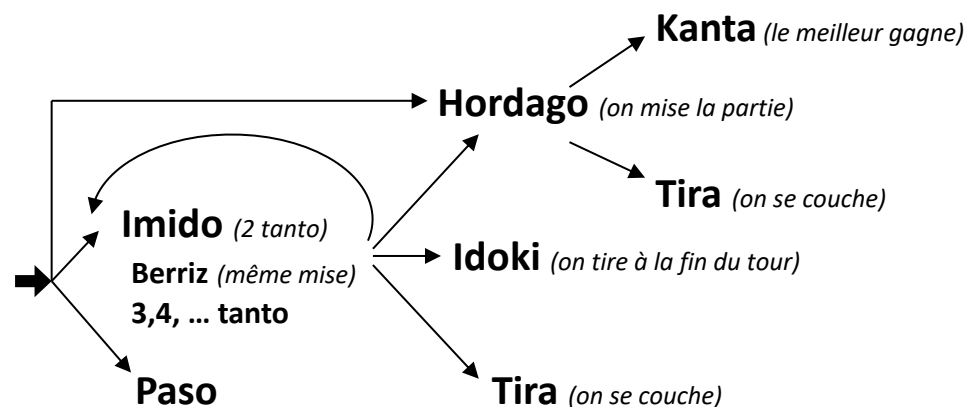 Kanta (le meilleur gagne)
Hordago (on mise la partie)
Tira (on se couche)
Imido (2 tanto)
Idoki (on tire à la fin du tour)
Berriz (même mise)
3,4, ... tanto
Paso
Tira (on se couche)